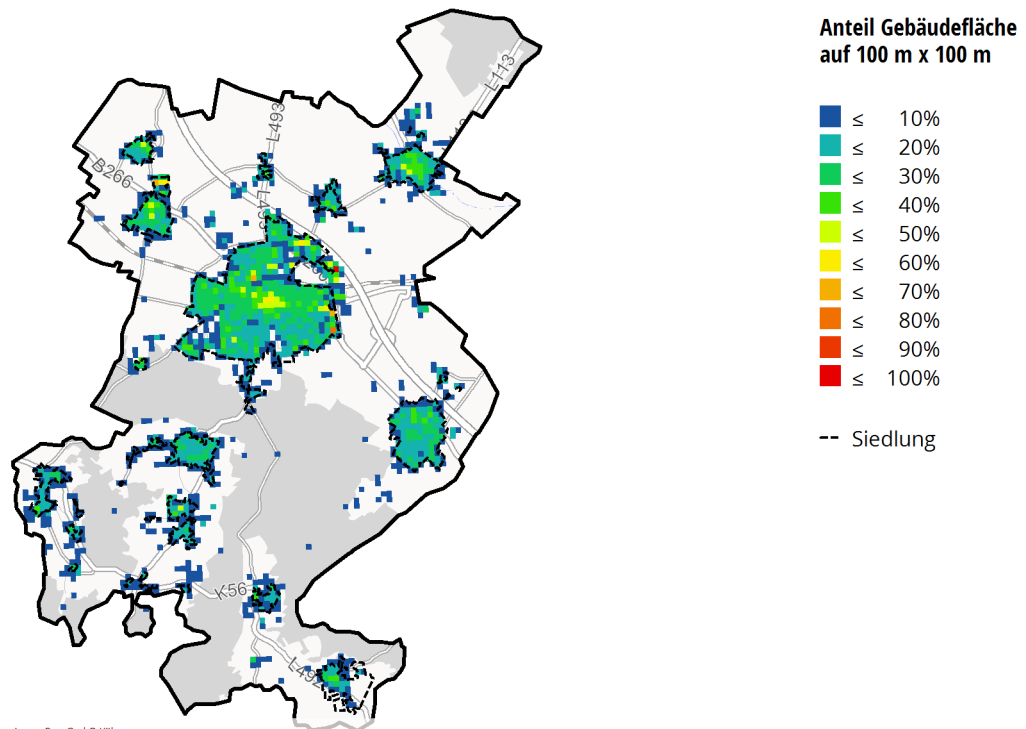 Anteil Gebäudefläche
auf 100 m x 100 m
≤ 10%
≤ 20%
≤ 30%
≤ 40%
≤ 50%
≤ 60%
≤ 70%
≤ 80%
≤ 90%
≤ 100%
Siedlung
L113
L493
B266
K56